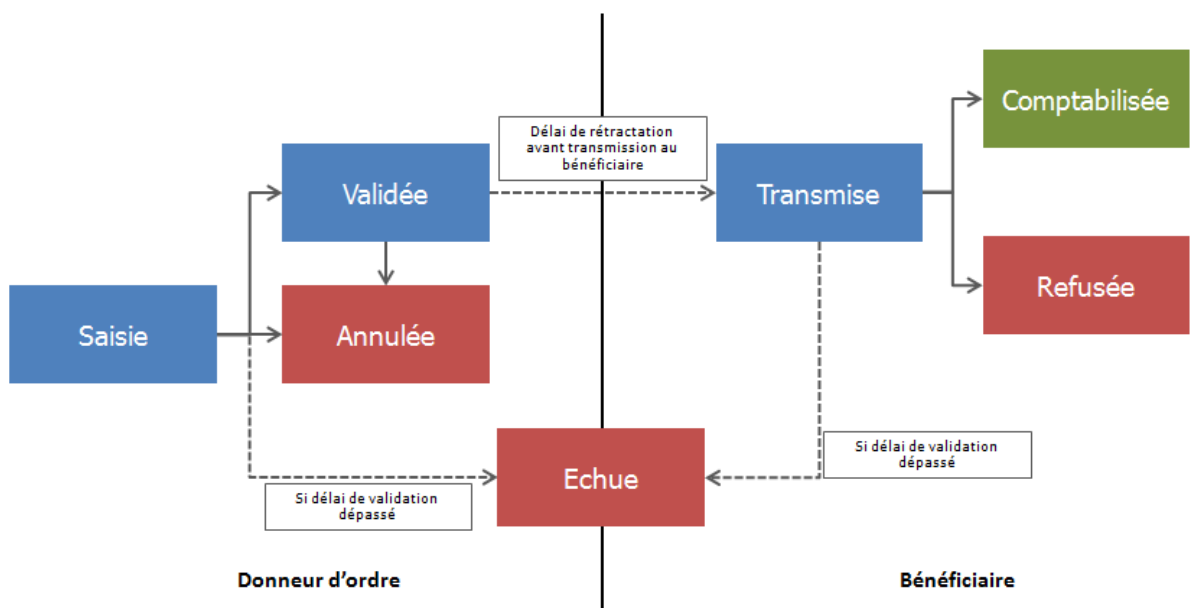 Comptabilisée
Délai de rétractation
avant transmission au
bénéficiaire
Validée
Transmise
Refusée
Saisie
Annulée
Si délai de validation
dépassé
Echue
Si délai de validation
dépassé
Donneur d’ordre
Bénéficiaire